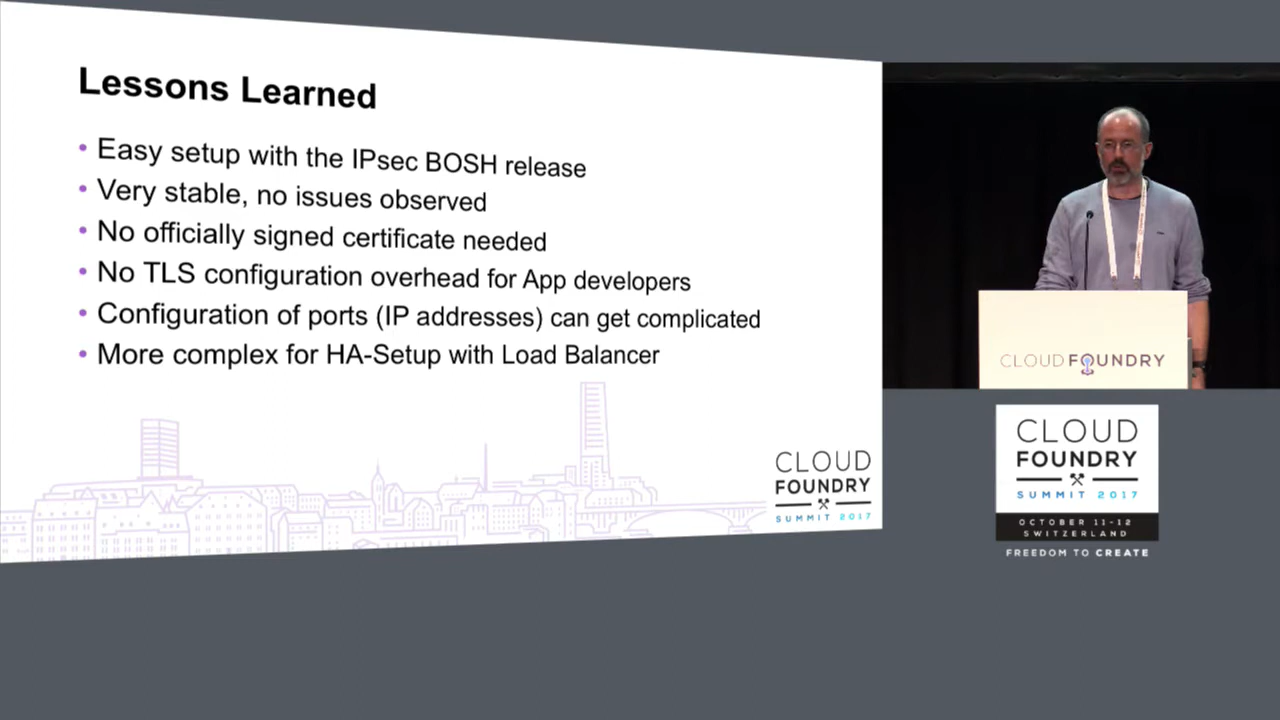 Lessons Learned
• Easy setup with the IPsec BOSH release
• Very stable, no issues observed
• No officially signed certificate needed
• No TLS configuration overhead for App developers
• Configuration of ports (IP addresses) can get complicated
• More complex for HA-Setup with Load Balancer
CLOUD
FOUNDRY
SUMMIT 2017
CLOUD FOUNDRY
CLOUD
FOUNDRY
SUMMIT 2017
OCTOBER 11-12
SWITZERLAND
FREEDOM TO CREATE